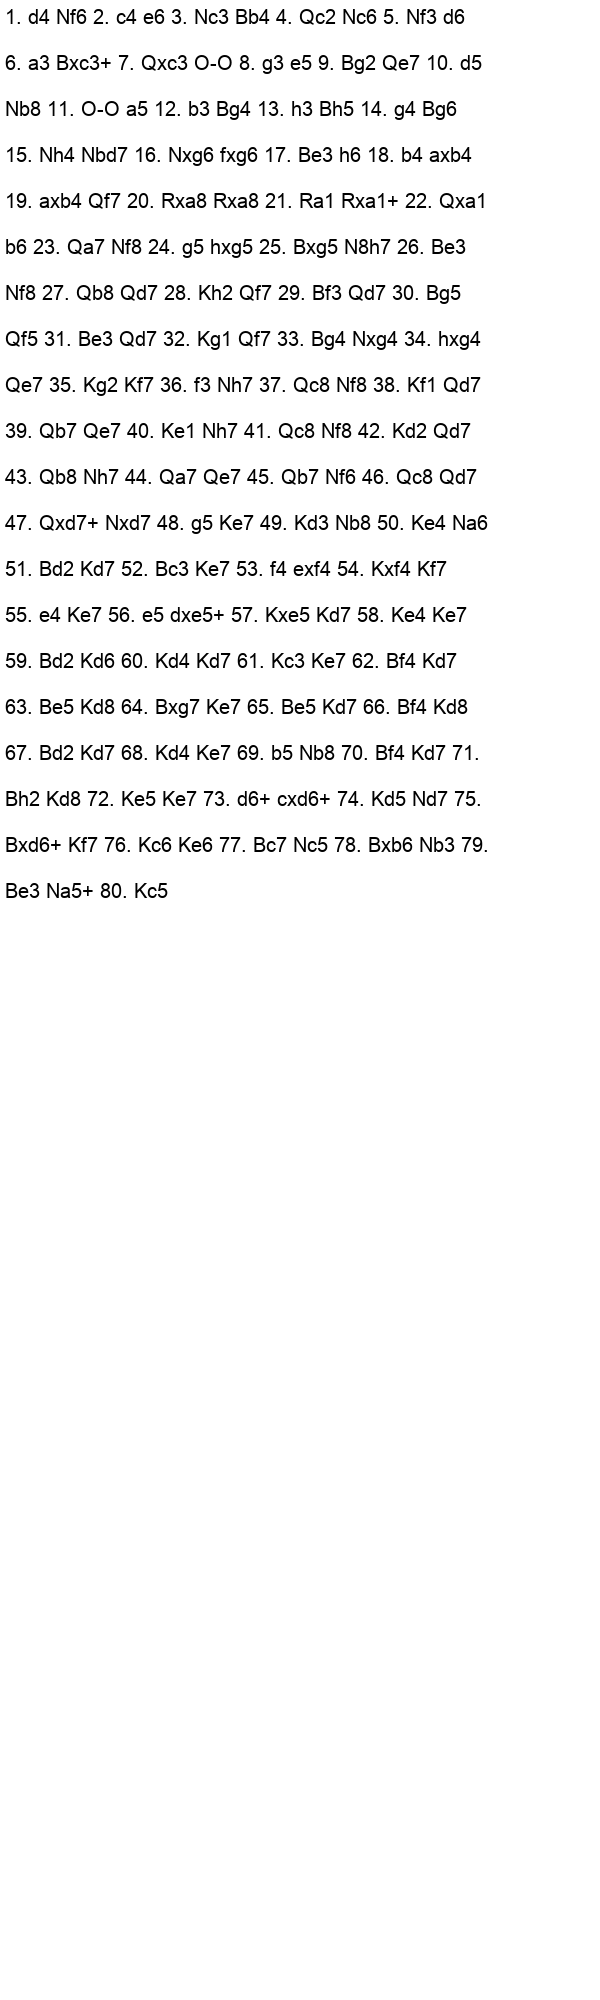 1. d4 Nf6 2. c4 e6 3. Nc3 Bb4 4. Qc2 Nc6 5. Nf3 d6
6. a3 Bxc3+ 7. Qxc3 O-O 8. g3 e5 9. Bg2 Qe7 10. d5
Nb8 11. O-O a5 12. b3 Bg4 13. h3 Bh5 14. g4 Bg6
15. Nh4 Nbd7 16. Nxg6 fxg6 17. Be3 h6 18. b4 axb4
19. axb4 Qf7 20. Rxa8 Rxa8 21. Ra1 Rxa1+ 22. Qxa1
b6 23. Qa7 Nf8 24. g5 hxg5 25. Bxg5 N8h7 26. Be3
Nf8 27. Qb8 Qd7 28. Kh2 Qf7 29. Bf3 Qd7 30. Bg5
Qf5 31. Be3 Qd7 32. Kg1 Qf7 33. Bg4 Nxg4 34. hxg4
Qe7 35. Kg2 Kf7 36. f3 Nh7 37. Qc8 Nf8 38. Kf1 Qd7
39. Qb7 Qe7 40. Ke1 Nh7 41. Qc8 Nf8 42. Kd2 Qd7
43. Qb8 Nh7 44. Qa7 Qe7 45. Qb7 Nf6 46. Qc8 Qd7
47. Qxd7+ Nxd7 48. g5 Ke7 49. Kd3 Nb8 50. Ke4 Na6
51. Bd2 Kd7 52. Bc3 Ke7 53. f4 exf4 54. Kxf4 Kf7
55. e4 Ke7 56. e5 dxe5+ 57. Kxe5 Kd7 58. Ke4 Ke7
59. Bd2 Kd6 60. Kd4 Kd7 61. Kc3 Ke7 62. Bf4 Kd7
63. Be5 Kd8 64. Bxg7 Ke7 65. Be5 Kd7 66. Bf4 Kd8
67. Bd2 Kd7 68. Kd4 Ke7 69. b5 Nb8 70. Bf4 Kd7 71.
Bh2 Kd8 72. Ke5 Ke7 73. d6+ cxd6+ 74. Kd5 Nd7 75.
Bxd6+ Kf7 76. Kc6 Ke6 77. Bc7 Nc5 78. Bxb6 Nb3 79.
Be3 Na5+ 80. Kc5